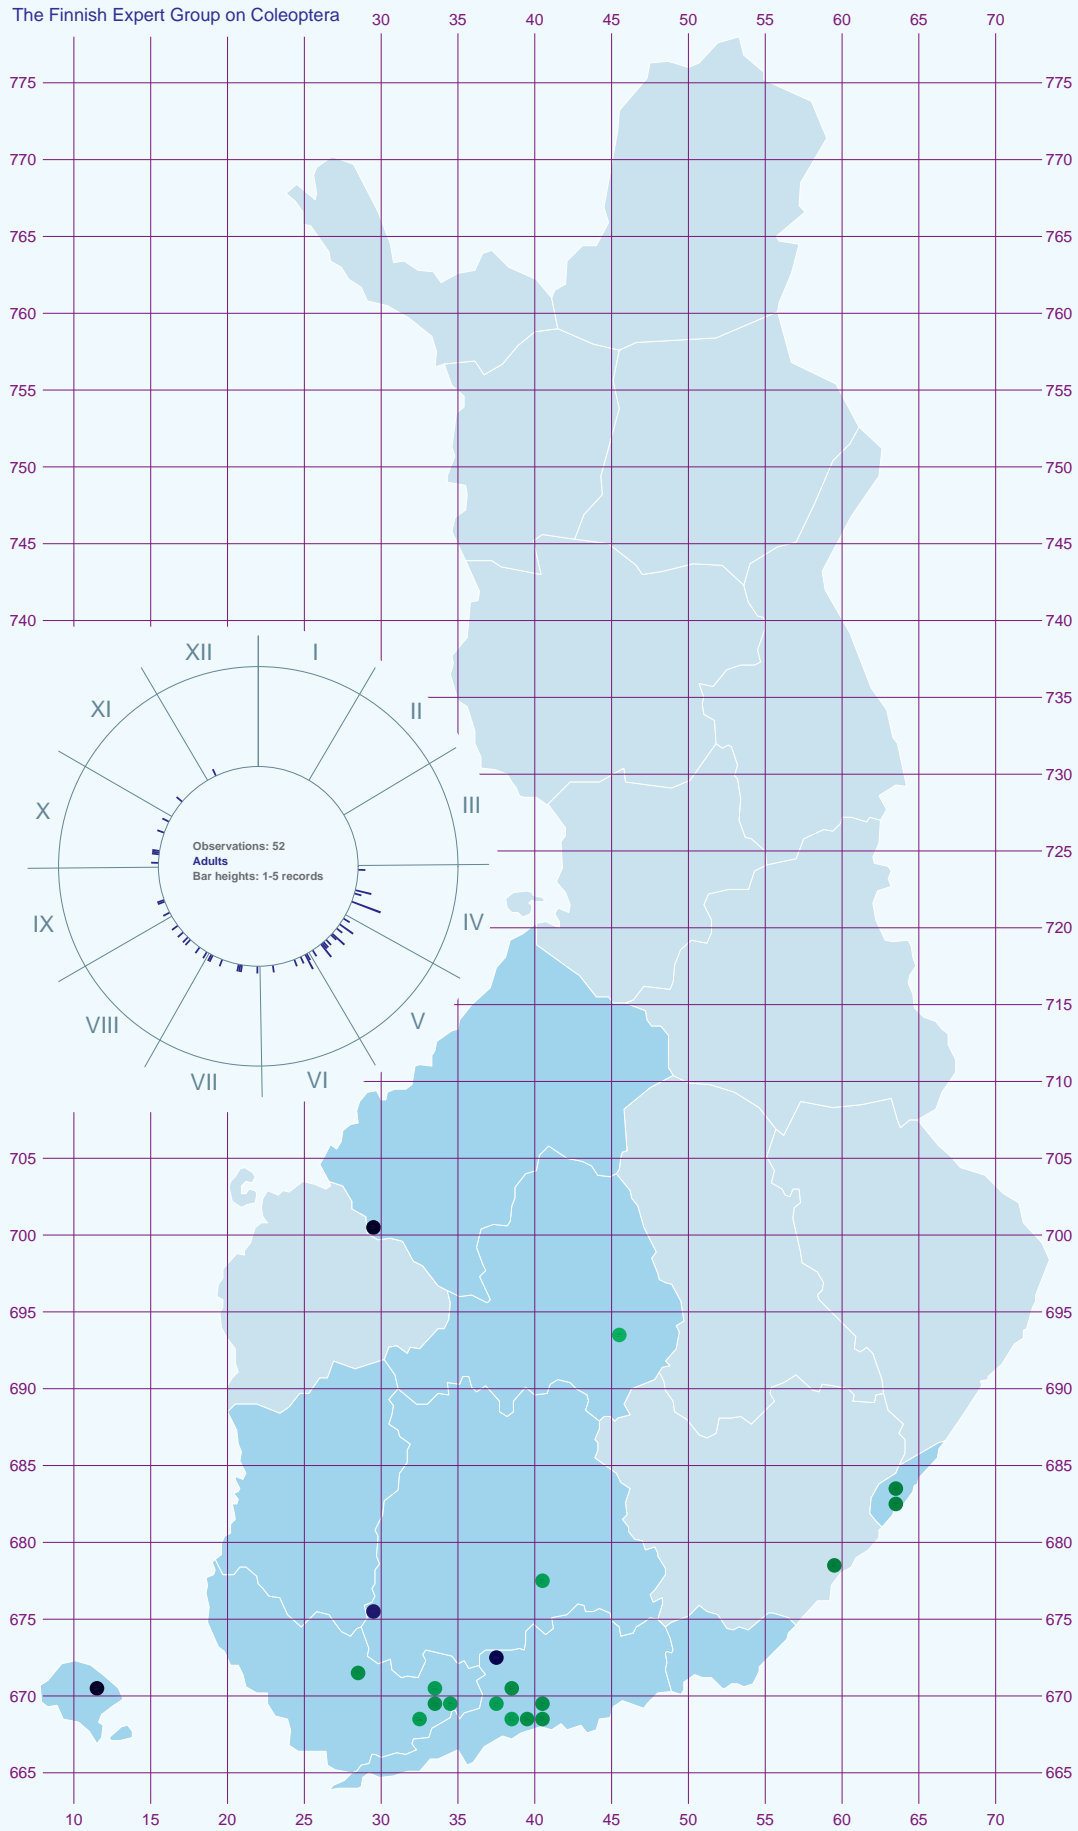 The Finnish Expert Group on Coleoptera
30 40 45 50 55 60 70
775 775
770 770
765 765
760 760
755 755
750 750
745 745
740 740
XII I
735
XI II
730
III
X
725
Observations: 52
Adults
Bar heights: 1-5 records
IX IV
720
715
VIII V
VII VI
710
705 705
700 700
695 695
690 690
685 685
680 680
675 675
670 670
665 665
10 15 20 25 30 35 40 45 50 55 60 65 70